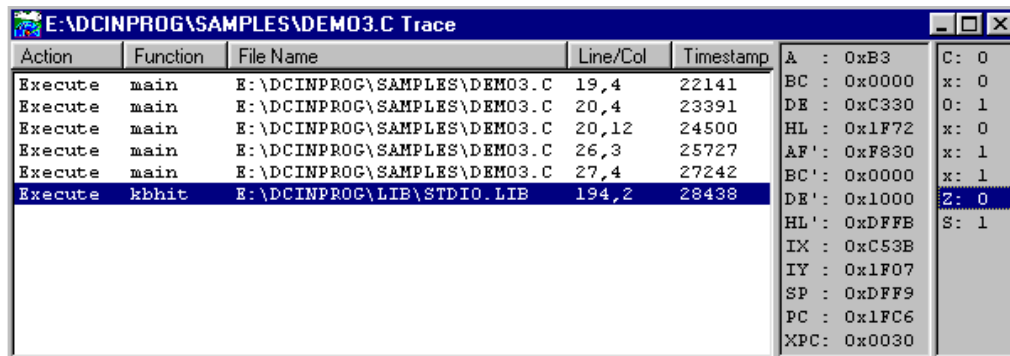 E:\DCINPROG\SAMPLES\DEMO3.C Trace
Action Function File Name Line/Col Timestamp
Execute main E:\DCINPROG\SAMPLES\DEMO3.C 19,4 22141
Execute main E:\DCINPROG\SAMPLES\DEMO3.C 20,4 23391
Execute main E:\DCINPROG\SAMPLES\DEMO3.C 20,12 24500
Execute main E:\DCINPROG\SAMPLES\DEMO3.C 26,3 25727
Execute main E:\DCINPROG\SAMPLES\DEMO3.C 27,4 27242
Execute kbhit E:\DCINPROG\LIB\STDIO.LIB 194,2 28438
A : 0xB3
BC : 0x0000
DE : 0xC330
HL : 0x1F72
AF': 0xF830
BC': 0x0000
DE': 0x1000
HL': 0xDFFB
IX : 0xC53B
IY : 0x1F07
SP : 0xDFF9
PC : 0x1FC6
XPC: 0x0030
C: 0
x: 0
O: 1
x: 0
x: 1
x: 1
Z: 0
S: 1